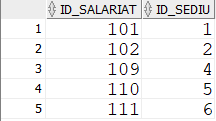 ID_SALARIAT ID_SEDIU
1 101 1
2 102 2
3 109 4
4 110 5
5 111 6